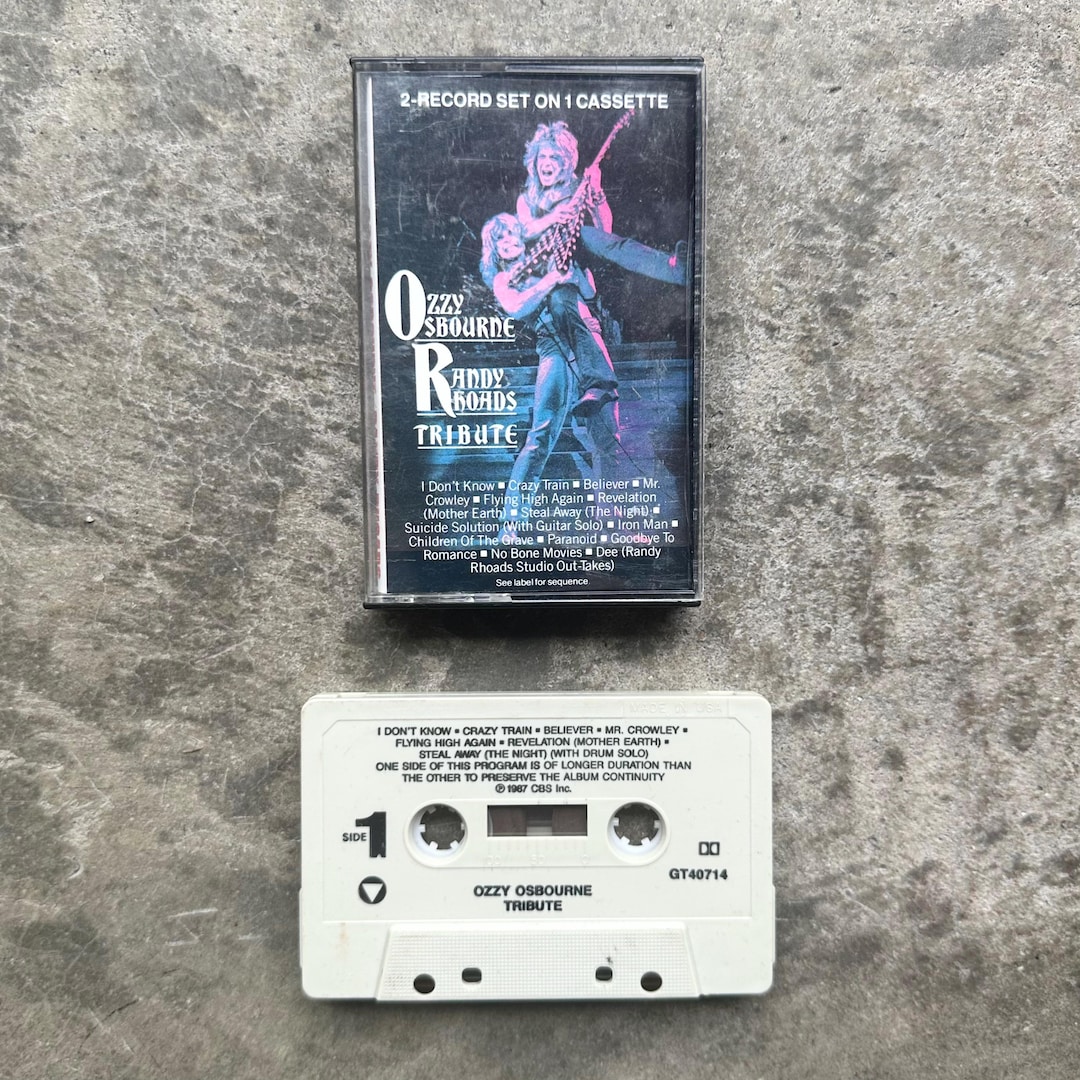 2-RECORD SET ON 1 CASSETTE
OZZY
OSBOURNE
RANDY
RHOADS
TRIBUTE
I Don't Know ■ Crazy Train ■ Believer ■ Mr.
Crowley ■ Flying High Again ■ Revelation
(Mother Earth) ■ Steal Away (The Night) ■
Suicide Solution (With Guitar Solo) ■ Iron Man ■
Children Of The Grave ■ Paranoid ■ Goodbye To
Romance ■ No Bone Movies ■ Dee (Randy
Rhoads Studio Out-Takes)
See label for sequence
MADE IN USA
I DON'T KNOW ▪ CRAZY TRAIN ▪ BELIEVER ▪ MR. CROWLEY ▪
FLYING HIGH AGAIN ▪ REVELATION (MOTHER EARTH) ▪
STEAL AWAY (THE NIGHT) (WITH DRUM SOLO)
ONE SIDE OF THIS PROGRAM IS OF LONGER DURATION THAN
THE OTHER TO PRESERVE THE ALBUM CONTINUITY
℗ 1987 CBS Inc.
SIDE 1
100 50 0
GT40714
OZZY OSBOURNE
TRIBUTE